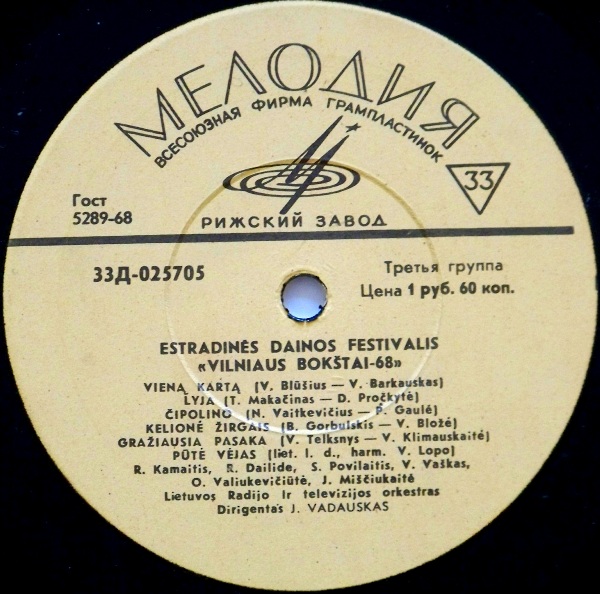 МЕЛОДИЯ
ВСЕСОЮЗНАЯ ФИРМА ГРАМПЛАСТИНОК
33
Гост
5289-68
РИЖСКИЙ ЗАВОД
33Д-025705
Третья группа
Цена 1 руб. 60 коп.
ESTRADINĖS DAINOS FESTIVALIS
«VILNIAUS BOKŠTAI-68»
VIENĄ KARTĄ (V. Blūšius — V. Barkauskas)
LYJA (T. Makačinas — D. Pročkytė)
ČIPOLINO (N. Vaitkevičius — P. Gaulė)
KELIONĖ ŽIRGAIS (B. Gorbulskis — V. Bložė)
GRAŽIAUSIA PASAKA (V. Telksnys — V. Klimauskaitė)
PŪTĖ VĖJAS (liet. l. d., harm. V. Lopo)
R. Kamaitis, R. Dailidė, S. Povilaitis, V. Vaškas,
O. Valiukevičiūtė, J. Miščiukaitė
Lietuvos Radijo Ir televizijos orkestras
Dirigentas J. VADAUSKAS